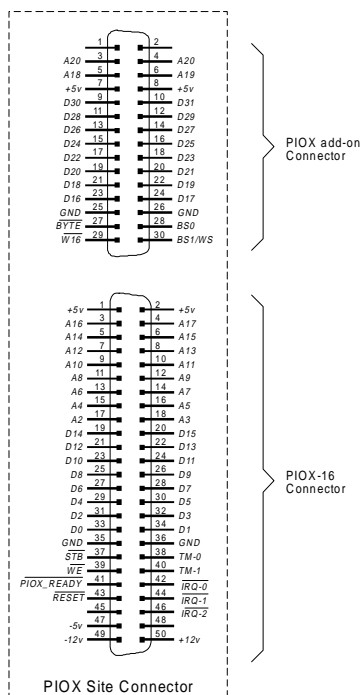 1 2
A20 3 4 A20
A18 5 6 A19
+5v 7 8 +5v
D30 9 10 D31
D28 11 12 D29
D26 13 14 D27
D24 15 16 D25
D22 17 18 D23
D20 19 20 D21
D18 21 22 D19
D16 23 24 D17
GND 25 26 GND
BYTE 27 28 BS0
W16 29 30 BS1/WS
PIOX add-on
Connector
+5v 1 2 +5v
A16 3 4 A17
A14 5 6 A15
A12 7 8 A13
A10 9 10 A11
A8 11 12 A9
A6 13 14 A7
A4 15 16 A5
A2 17 18 A3
D14 19 20 D15
D12 21 22 D13
D10 23 24 D11
D8 25 26 D9
D6 27 28 D7
D4 29 30 D5
D2 31 32 D3
D0 33 34 D1
GND 35 36 GND
STB 37 38 TM-0
WE 39 40 TM-1
PIOX_READY 41 42 IRQ-0
RESET 43 44 IRQ-1
45 46 IRQ-2
-5v 47 48
-12v 49 50 +12v
PIOX-16
Connector
PIOX Site Connector